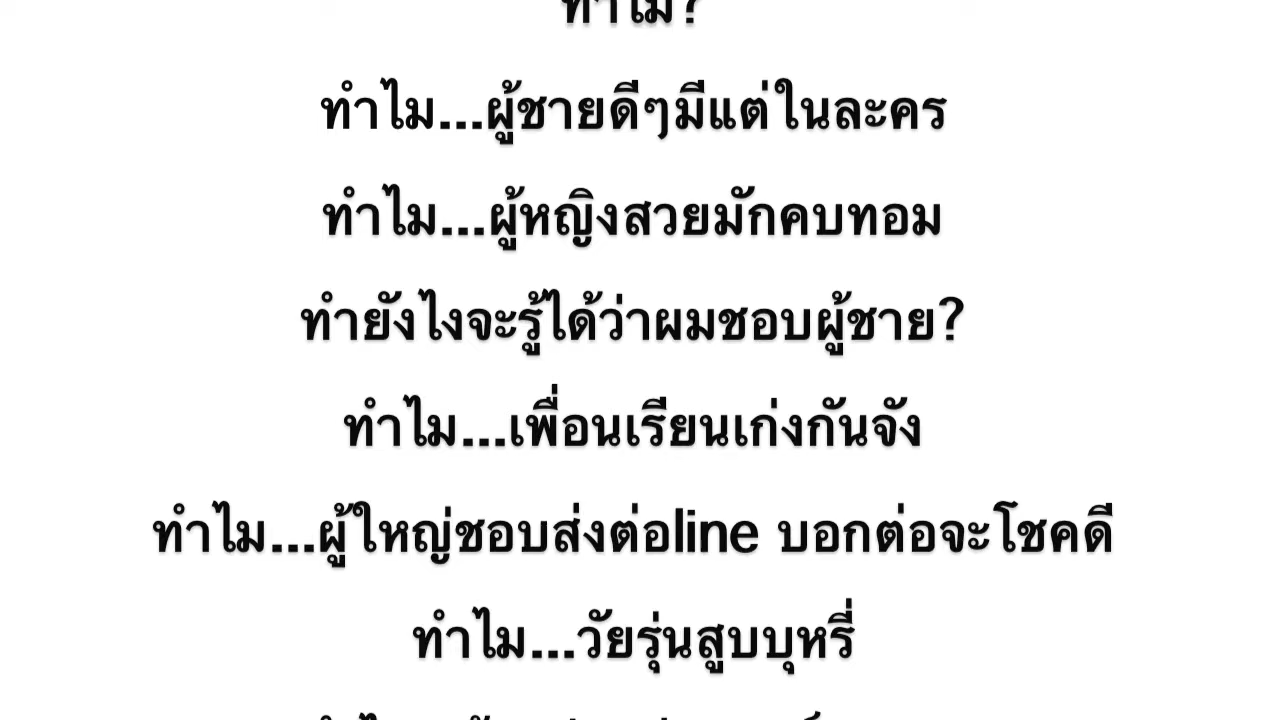 ทำไม?
ทำไม...ผู้ชายดีๆมีแต่ในละคร
ทำไม...ผู้หญิงสวยมักคบทอม
ทำยังไงจะรู้ได้ว่าผมชอบผู้ชาย?
ทำไม...เพื่อนเรียนเก่งกันจัง
ทำไม...ผู้ใหญ่ชอบส่งต่อline บอกต่อจะโชคดี
ทำไม...วัยรุ่นสูบบุหรี่